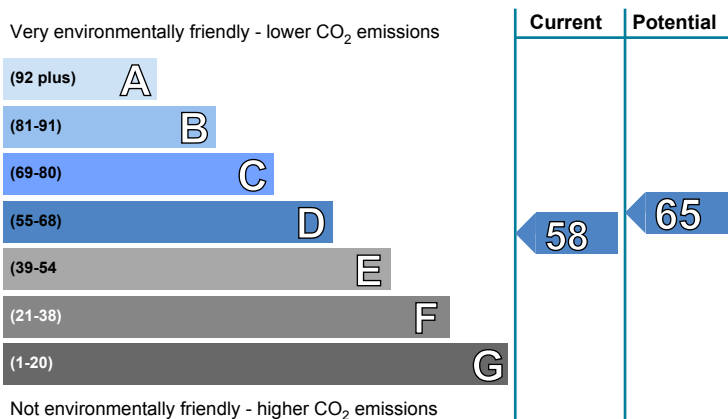 Current Potential
Very environmentally friendly - lower CO2 emissions
(92 plus) A
(81-91) B
(69-80) C
(55-68) D
58 65
(39-54 E
(21-38) F
(1-20) G
Not environmentally friendly - higher CO2 emissions